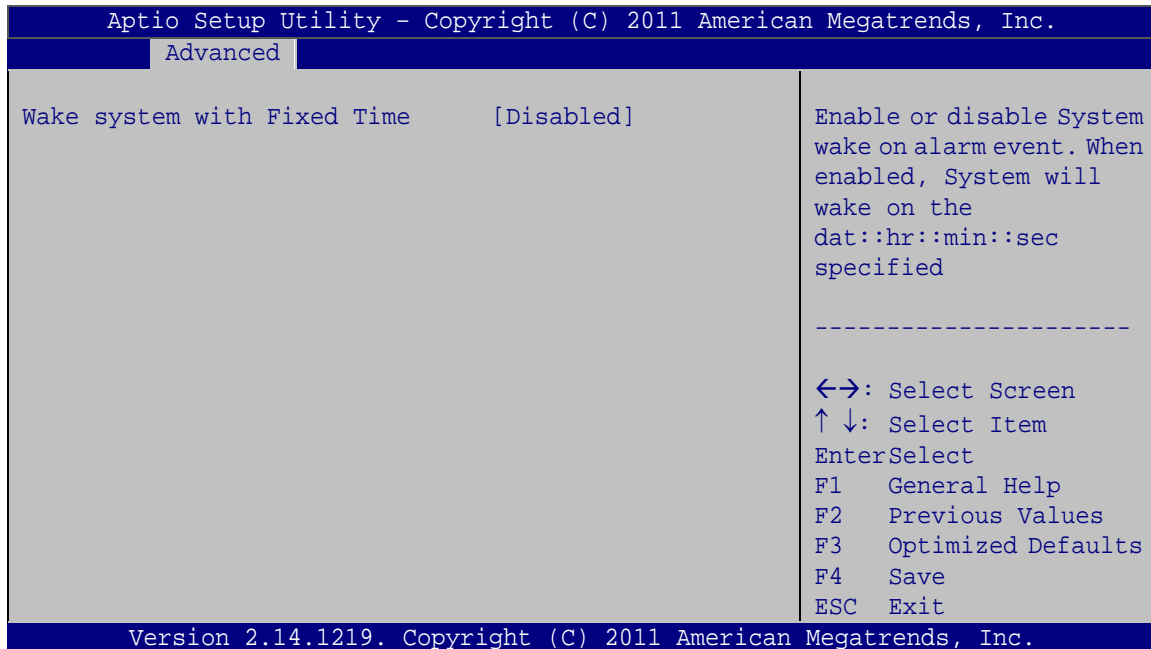 Aptio Setup Utility – Copyright (C) 2011 American Megatrends, Inc.
Advanced
Wake system with Fixed Time [Disabled]
Enable or disable System
wake on alarm event. When
enabled, System will
wake on the
dat::hr::min::sec
specified
----------------------
←→: Select Screen
↑ ↓: Select Item
EnterSelect
F1 General Help
F2 Previous Values
F3 Optimized Defaults
F4 Save
ESC Exit
Version 2.14.1219. Copyright (C) 2011 American Megatrends, Inc.